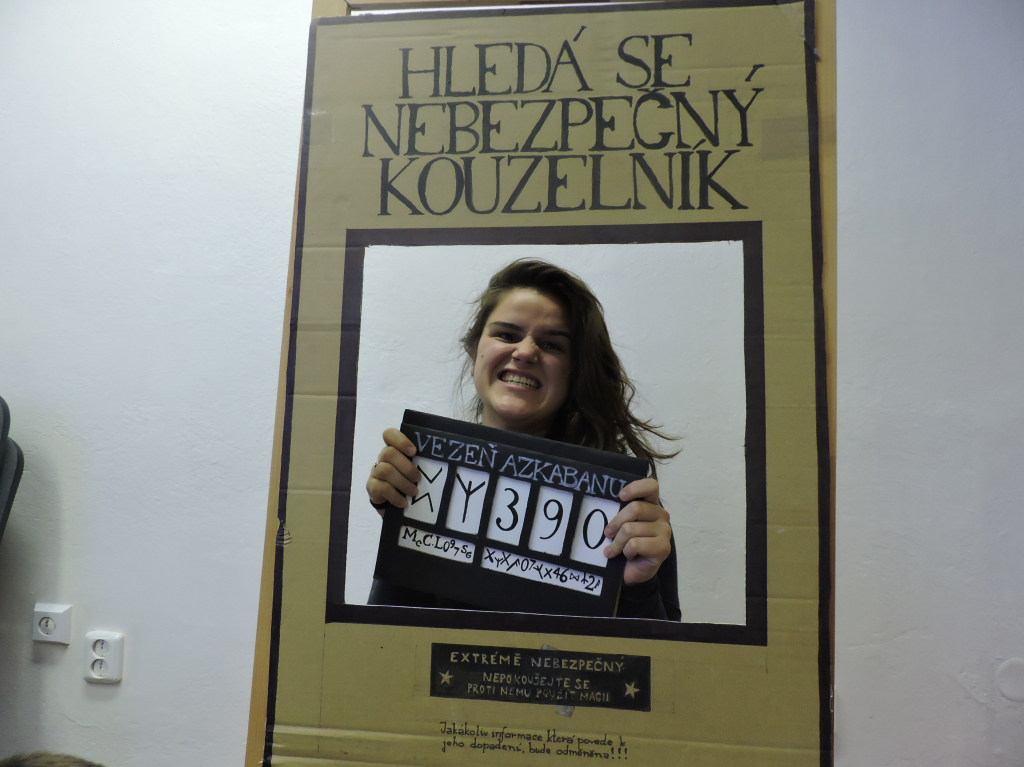 HLEDÁ SE
NEBEZPEČNÝ
KOUZELNÍK
VEZEŇ AZKABANU
390
EXTRÉMĚ NEBEZPEČNÝ
NEPOKOUŠEJTE SE
PROTI NĚMU POUŽÍT MAGII
Jakákoliv informace která povede k
jeho dopadení, bude odměněna!!!